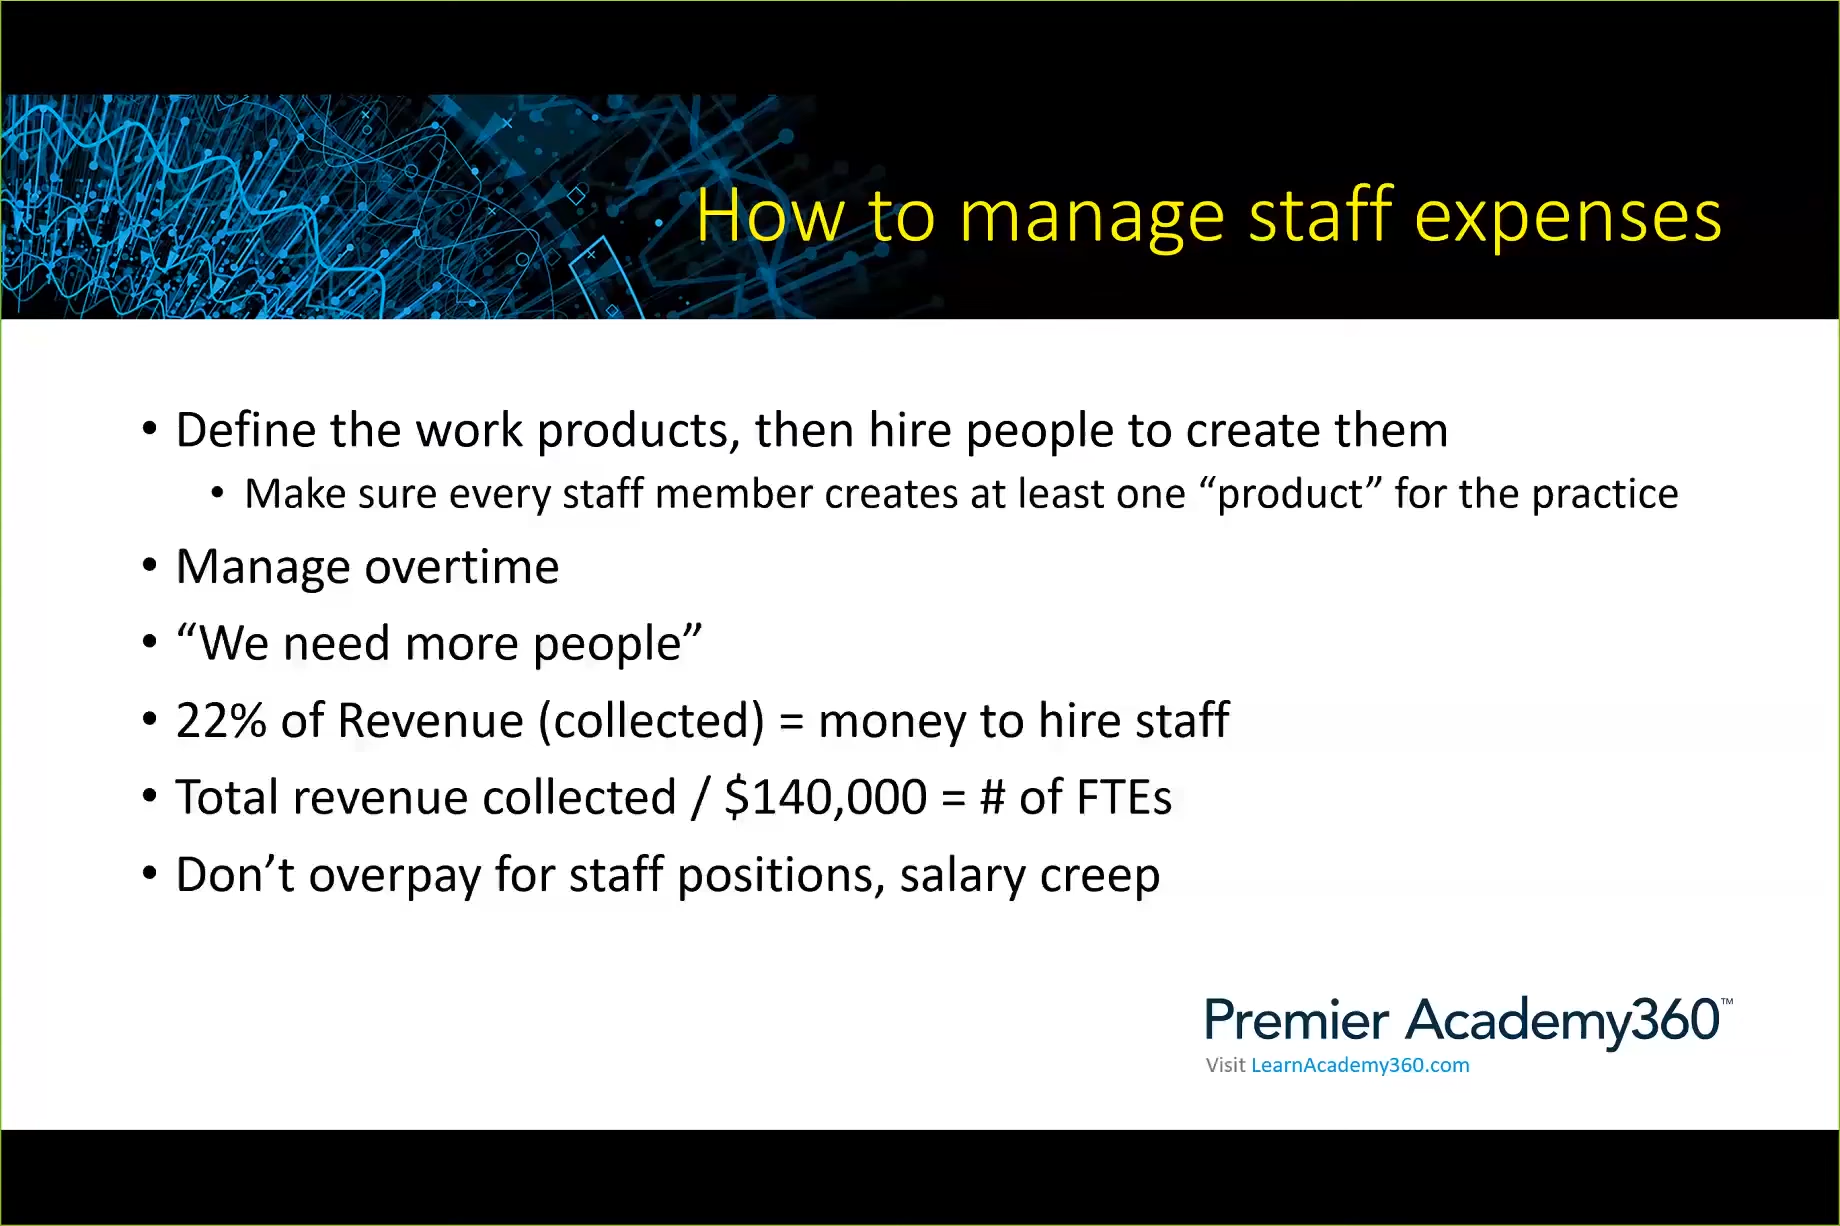 How to manage staff expenses
• Define the work products, then hire people to create them
• Make sure every staff member creates at least one “product” for the practice
• Manage overtime
• “We need more people”
• 22% of Revenue (collected) = money to hire staff
• Total revenue collected / $140,000 = # of FTEs
• Don’t overpay for staff positions, salary creep
Premier Academy360™
Visit LearnAcademy360.com